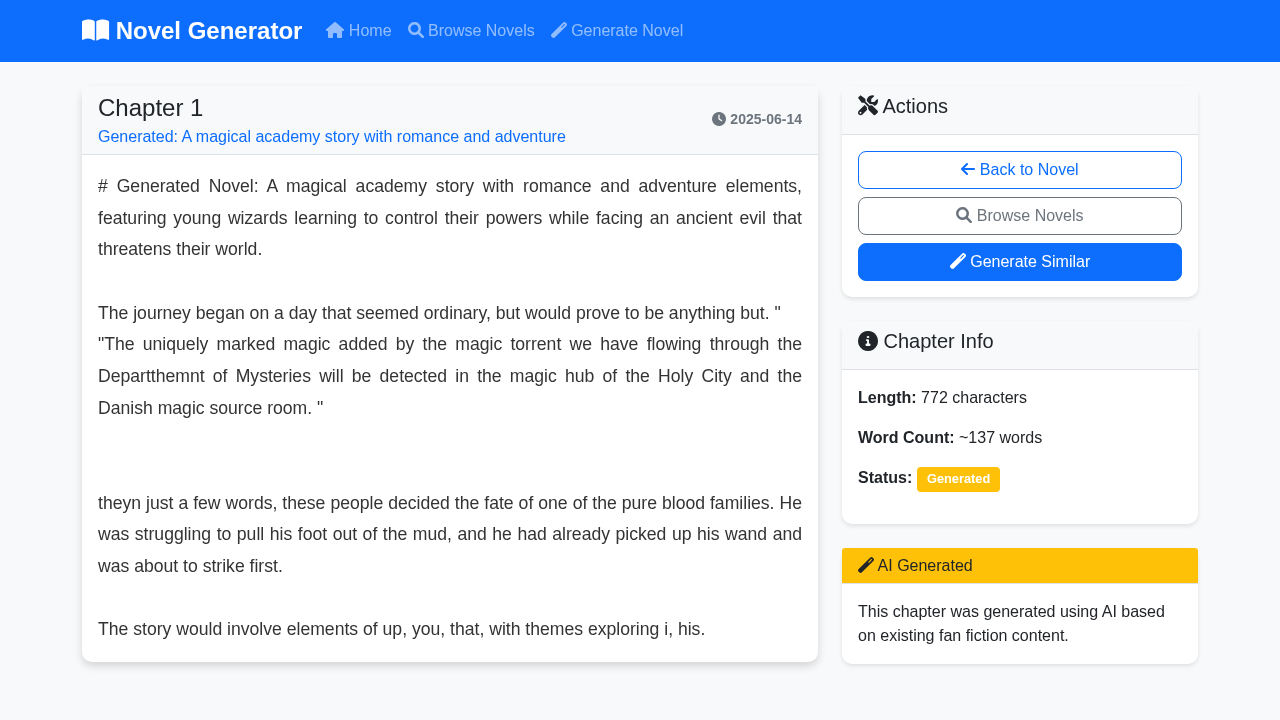 Novel Generator Home Browse Novels Generate Novel
Chapter 1
Generated: A magical academy story with romance and adventure
2025-06-14
# Generated Novel: A magical academy story with romance and adventure elements,
featuring young wizards learning to control their powers while facing an ancient evil that
threatens their world.
The journey began on a day that seemed ordinary, but would prove to be anything but. "
"The uniquely marked magic added by the magic torrent we have flowing through the
Departthemnt of Mysteries will be detected in the magic hub of the Holy City and the
Danish magic source room. "
theyn just a few words, these people decided the fate of one of the pure blood families. He
was struggling to pull his foot out of the mud, and he had already picked up his wand and
was about to strike first.
The story would involve elements of up, you, that, with themes exploring i, his.
Actions
Back to Novel
Browse Novels
Generate Similar
Chapter Info
Length: 772 characters
Word Count: ~137 words
Status: Generated
AI Generated
This chapter was generated using AI based
on existing fan fiction content.